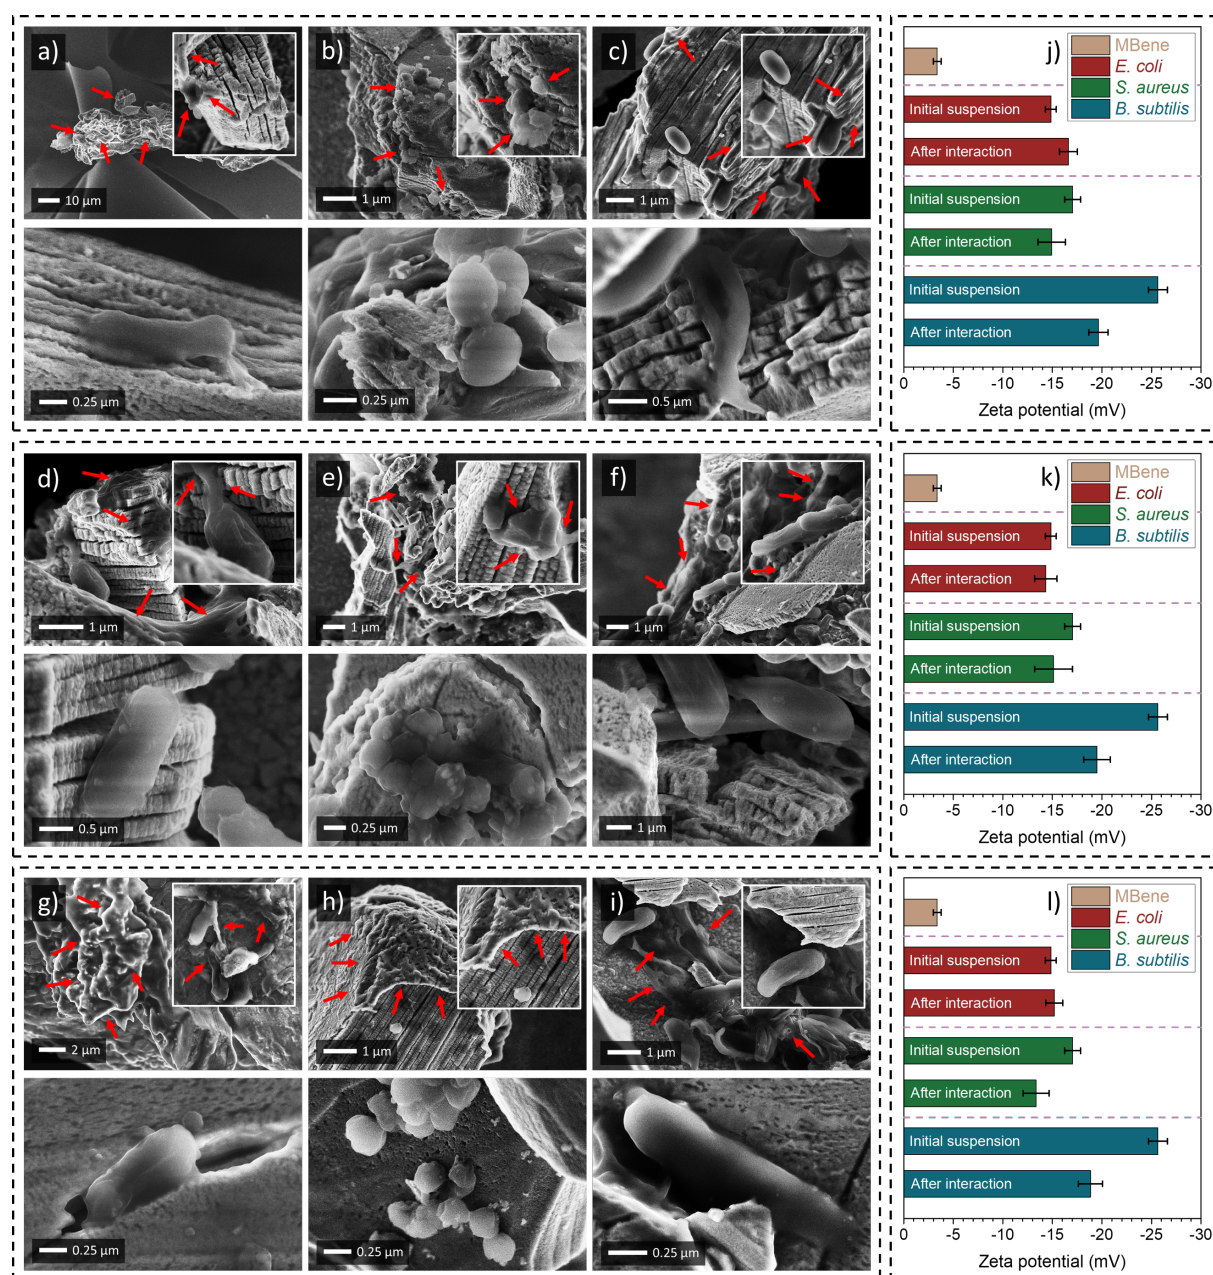 a)
10 µm
b)
1 µm
c)
1 µm
0.25 µm
0.25 µm
0.5 µm
j)
MBene
E. coli
S. aureus
B. subtilis
Initial suspension
After interaction
Initial suspension
After interaction
Initial suspension
After interaction
0 -5 -10 -15 -20 -25 -30
Zeta potential (mV)
d)
1 µm
e)
1 µm
f)
1 µm
0.5 µm
0.25 µm
1 µm
k)
MBene
E. coli
S. aureus
B. subtilis
Initial suspension
After interaction
Initial suspension
After interaction
Initial suspension
After interaction
0 -5 -10 -15 -20 -25 -30
Zeta potential (mV)
g)
2 µm
h)
1 µm
i)
1 µm
0.25 µm
0.25 µm
0.25 µm
l)
MBene
E. coli
S. aureus
B. subtilis
Initial suspension
After interaction
Initial suspension
After interaction
Initial suspension
After interaction
0 -5 -10 -15 -20 -25 -30
Zeta potential (mV)